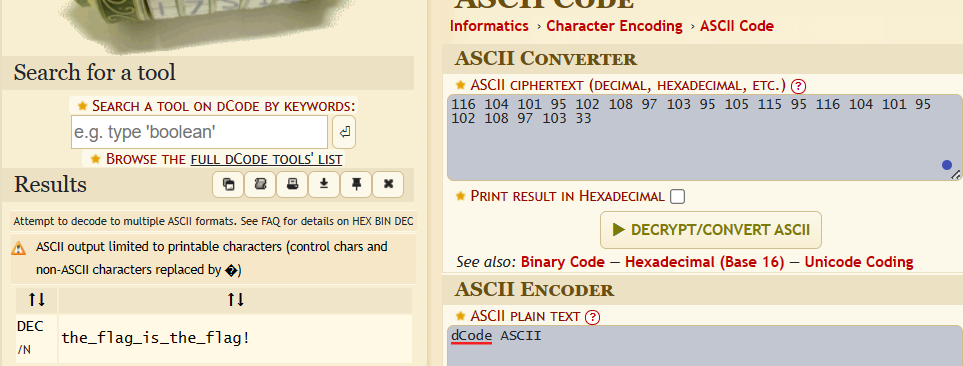 Search for a tool
★ SEARCH A TOOL ON DCODE BY KEYWORDS:
e.g. type 'boolean'
★ BROWSE THE FULL DCODE TOOLS' LIST
Results
Attempt to decode to multiple ASCII formats. See FAQ for details on HEX BIN DEC
ASCII output limited to printable characters (control chars and
non-ASCII characters replaced by �)
↑↓ ↑↓
DEC
/N
the_flag_is_the_flag!
ASCII CODE
Informatics › Character Encoding › ASCII Code
ASCII CONVERTER
★ ASCII CIPHERTEXT (DECIMAL, HEXADECIMAL, ETC.) ?
116 104 101 95 102 108 97 103 95 105 115 95 116 104 101 95
102 108 97 103 33
★ PRINT RESULT IN HEXADECIMAL
▶ DECRYPT/CONVERT ASCII
See also: Binary Code — Hexadecimal (Base 16) — Unicode Coding
ASCII ENCODER
★ ASCII PLAIN TEXT ?
dCode ASCII